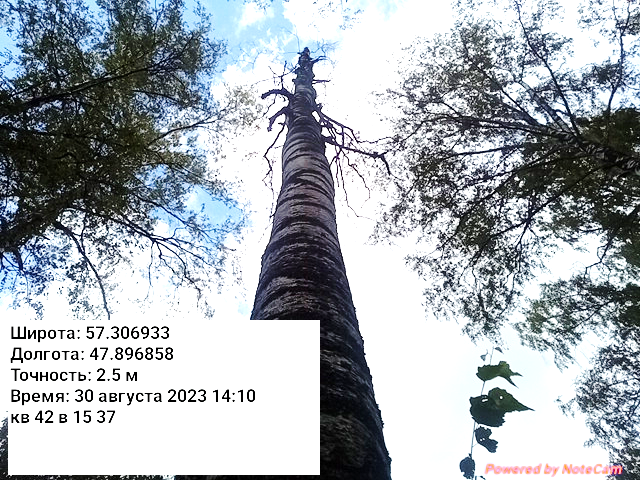 Широта: 57.306933
Долгота: 47.896858
Точность: 2.5 м
Время: 30 августа 2023 14:10
кв 42 в 15 37
Powered by NoteCam